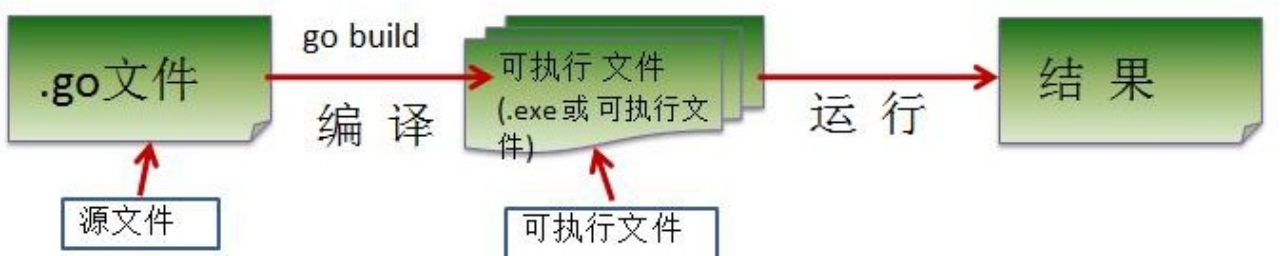 .go文件
go build
编 译
可执行 文件
(.exe或 可执行文
件)
运 行
结 果
源文件
可执行文件